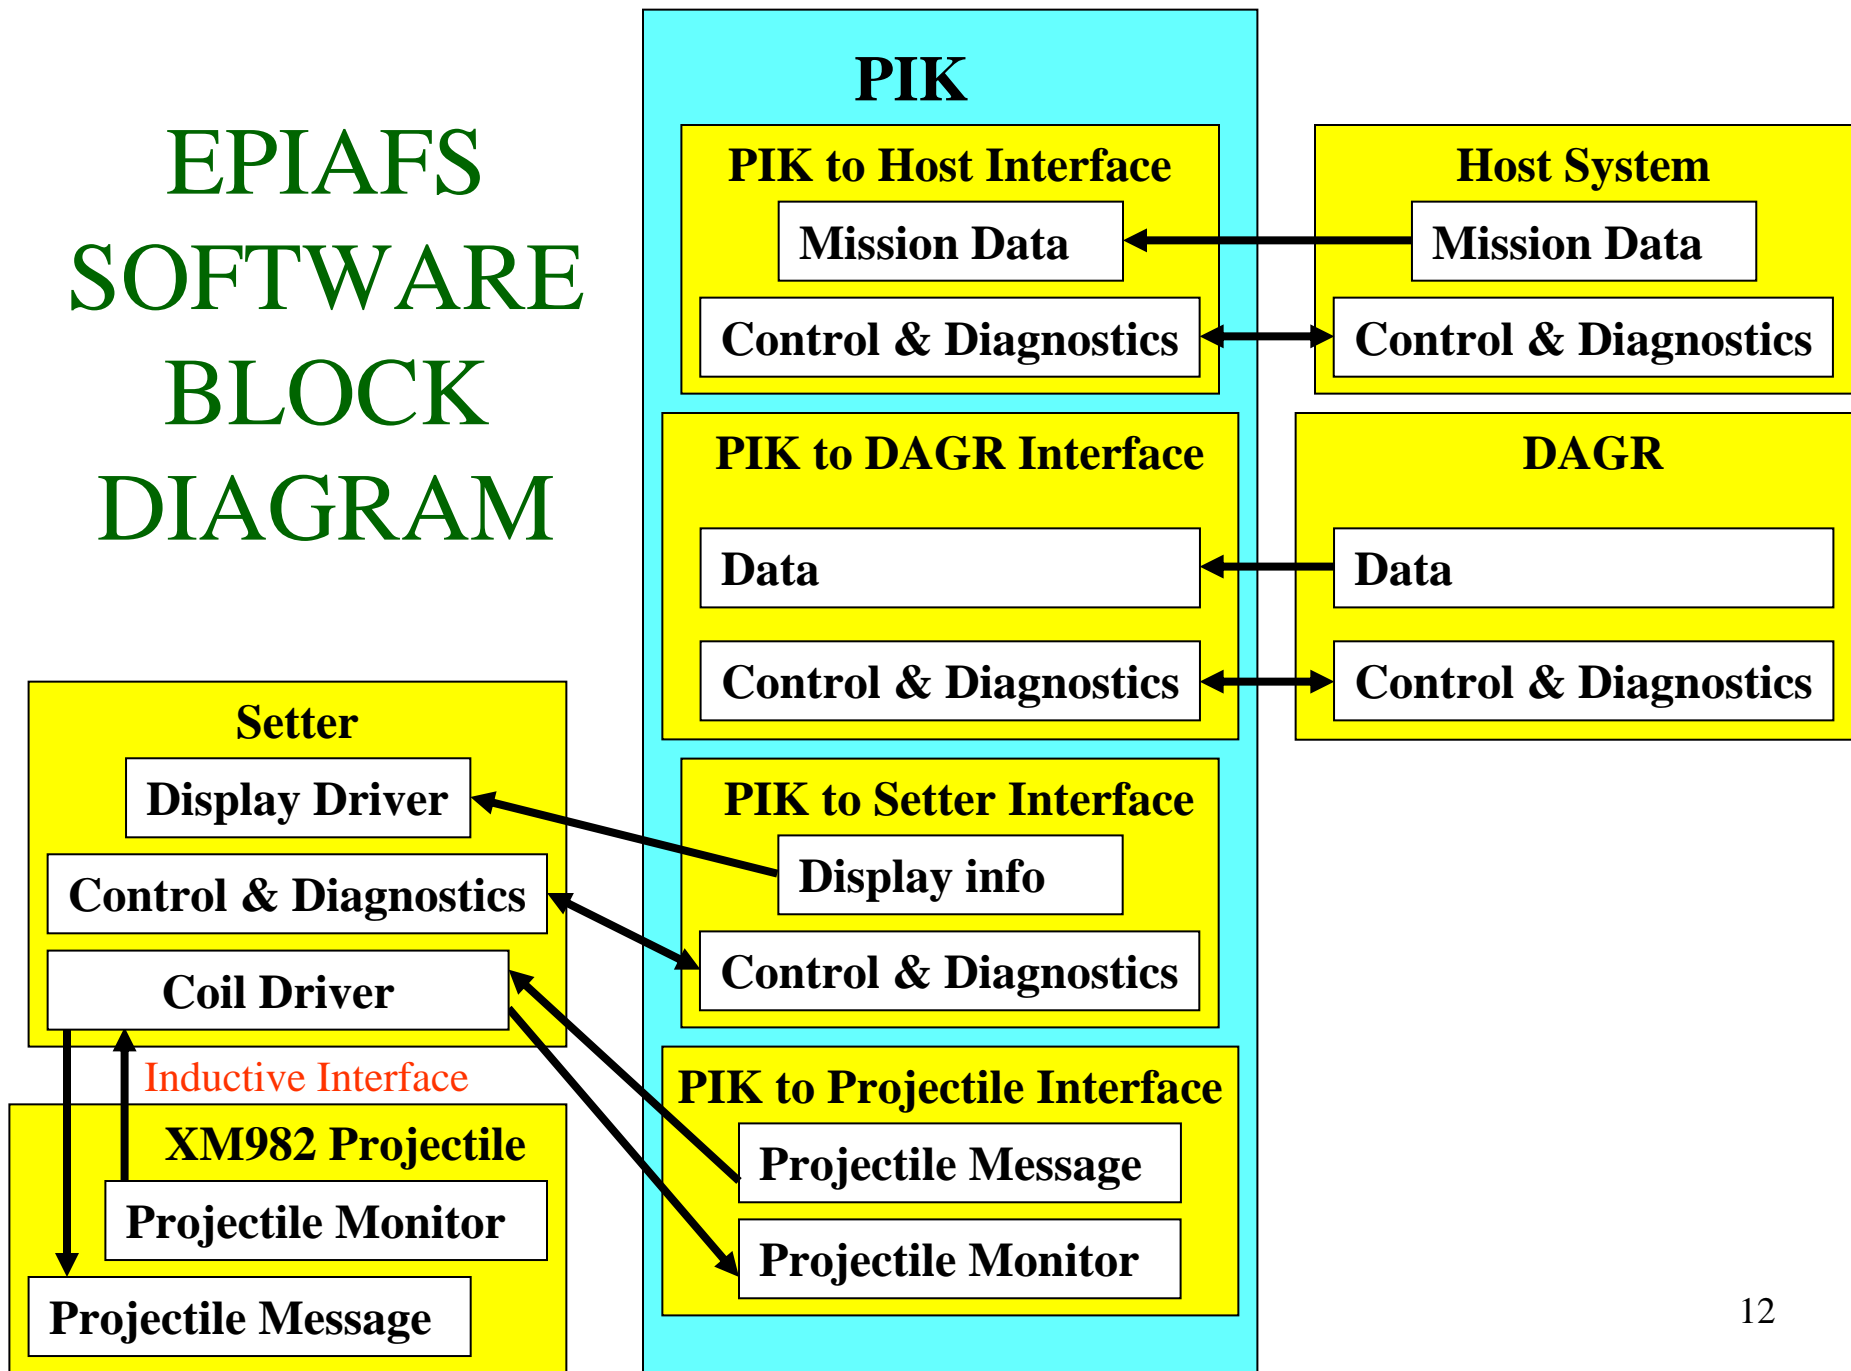 EPIAFS
SOFTWARE
BLOCK
DIAGRAM
PIK
PIK to Host Interface
Mission Data
Control & Diagnostics
Host System
Mission Data
Control & Diagnostics
PIK to DAGR Interface
Data
Control & Diagnostics
DAGR
Data
Control & Diagnostics
Setter
Display Driver
Control & Diagnostics
Coil Driver
PIK to Setter Interface
Display info
Control & Diagnostics
Inductive Interface
XM982 Projectile
Projectile Monitor
Projectile Message
PIK to Projectile Interface
Projectile Message
Projectile Monitor
12